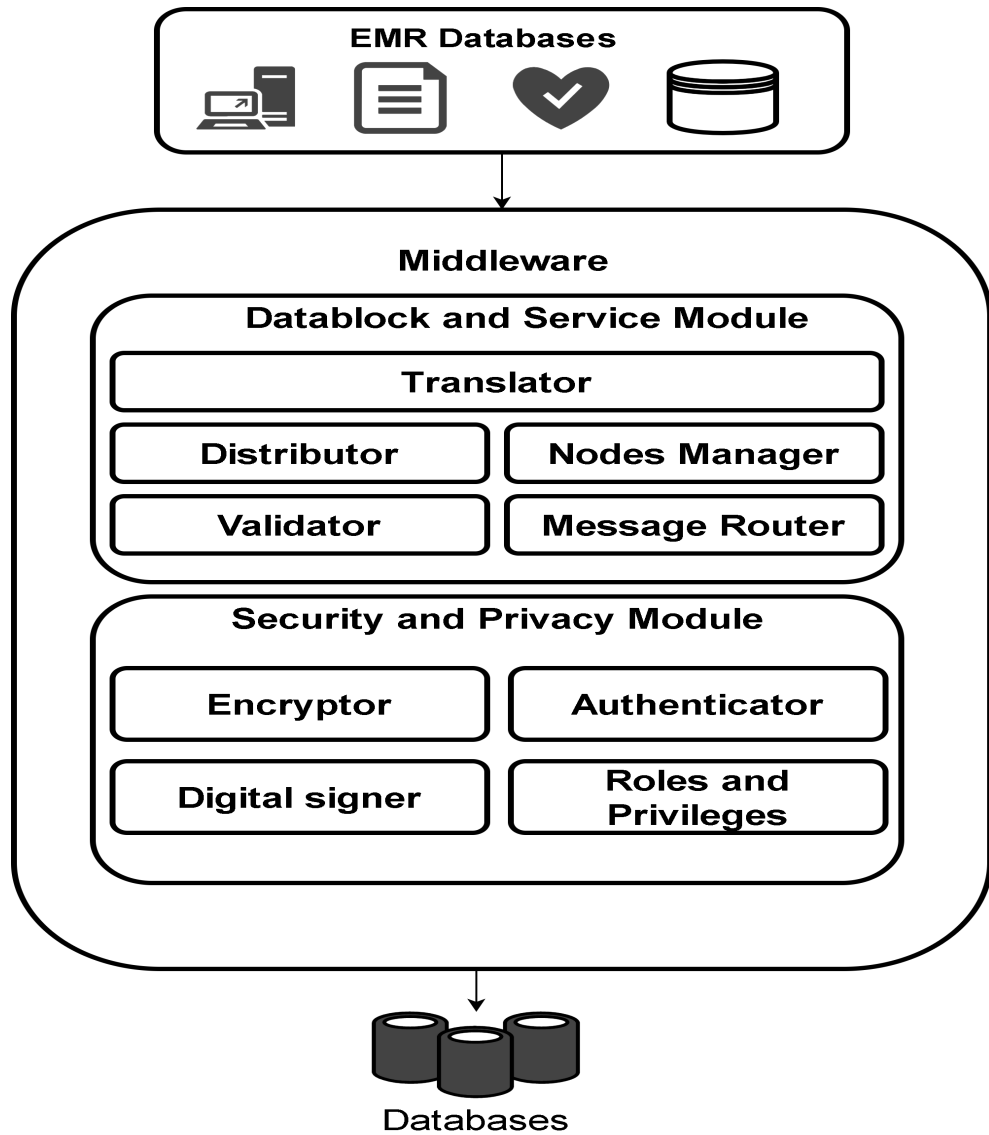 EMR Databases
Middleware
Datablock and Service Module
Translator
Distributor
Nodes Manager
Validator
Message Router
Security and Privacy Module
Encryptor
Authenticator
Digital signer
Roles and
Privileges
Databases